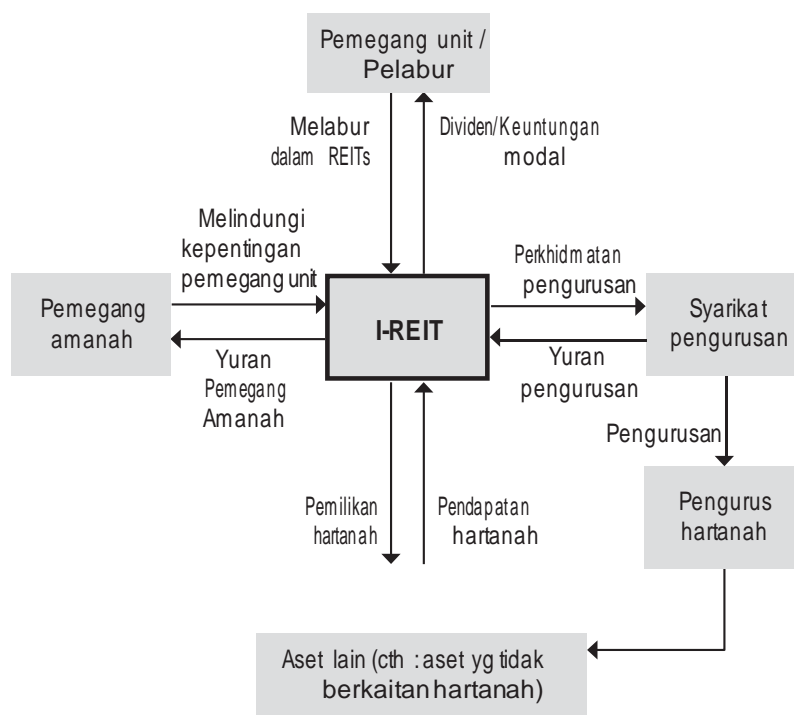 Pemegang unit /
Pelabur
Melabur
dalam REITs
Dividen/Keuntungan
modal
Melindungi
kepentingan
pemegang unit
Perkhidmatan
pengurusan
Pemegang
amanah
I-REIT
Syarikat
pengurusan
Yuran
Pemegang
Amanah
Yuran
pengurusan
Pengurusan
Pemilikan
hartanah
Pendapatan
hartanah
Pengurus
hartanah
Aset lain (cth : aset yg tidak
berkaitan hartanah)